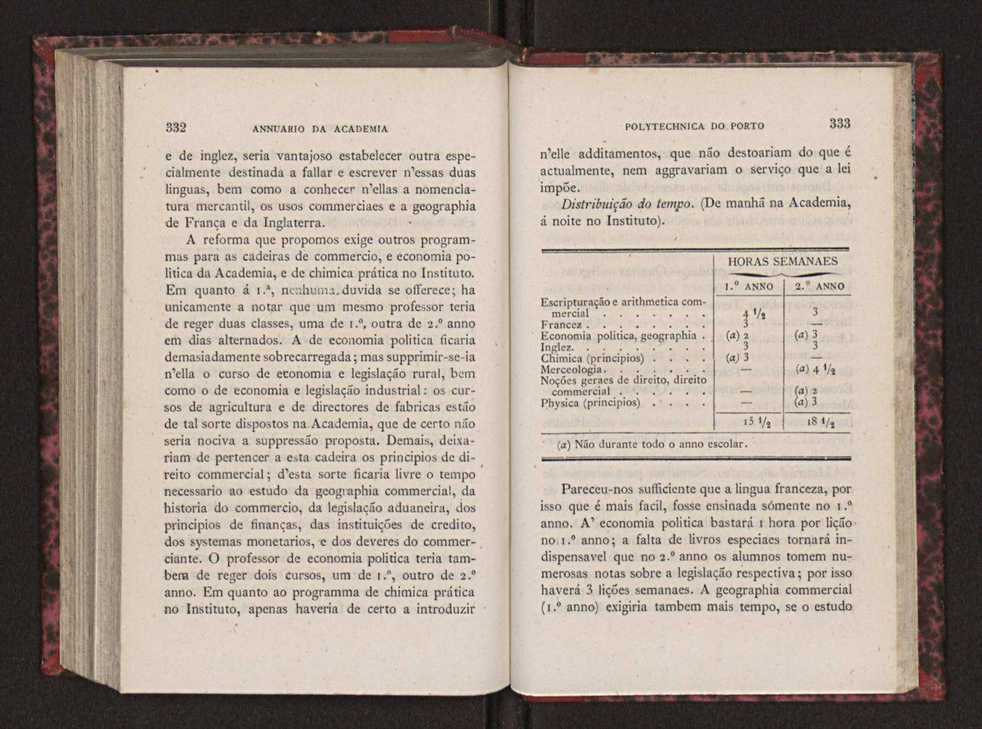 332 ANNUARIO DA ACADEMIA
e de inglez, seria vantajoso estabelecer outra espe-
cialmente destinada a fallar e escrever n'essas duas
linguas, bem como a conhecer n'ellas a nomencla-
tura mercantil, os usos commerciaes e a geographia
de França e da Inglaterra.
A reforma que propomos exige outros program-
mas para as cadeiras de commercio, e economia po-
litica da Academia, e de chimica prática no Instituto.
Em quanto á 1.ª, nenhuma duvida se offerece; ha
unicamente a notar que um mesmo professor teria
de reger duas classes, uma de 1.º, outra de 2.º anno
em dias alternados. A de economia politica ficaria
demasiadamente sobrecarregada; mas supprimir-se-ia
n'ella o curso de economia e legislação rural, bem
como o de economia e legislação industrial: os cur-
sos de agricultura e de directores de fabricas estão
de tal sorte dispostos na Academia, que de certo não
seria nociva a suppressão proposta. Demais, deixa-
riam de pertencer a esta cadeira os principios de di-
reito commercial; d'esta sorte ficaria livre o tempo
necessario ao estudo da geographia commercial, da
historia do commercio, da legislação aduaneira, dos
principios de finanças, das instituições de credito,
dos systemas monetarios, e dos deveres do commer-
ciante. O professor de economia politica teria tam-
bem de reger dois cursos, um de 1.º, outro de 2.º
anno. Em quanto ao programma de chimica prática
no Instituto, apenas haveria de certo a introduzir
POLYTECHNICA DO PORTO 333
n'elle additamentos, que não destoariam do que é
actualmente, nem aggravariam o serviço que a lei
impõe.
Distribuição do tempo. (De manhã na Academia,
á noite no Instituto).
HORAS SEMANAES
1.º ANNO 2.º ANNO
Escripturação e arithmetica com-
mercial . . . . . . . 4 1/2 3
Francez . . . . . . . . 3 —
Economia politica, geographia . (a) 2 (a) 3
Inglez. . . . . . . . . 3 3
Chimica (principios) . . . . (a) 3 —
Merceologia. . . . . . . — (a) 4 1/2
Noções geraes de direito, direito
commercial . . . . . . — (a) 2
Physica (principios) . . . . — (a) 3
15 1/2 18 1/2
(a) Não durante todo o anno escolar.
Pareceu-nos sufficiente que a lingua franceza, por
isso que é mais facil, fosse ensinada sómente no 1.º
anno. A' economia politica bastará 1 hora por lição
no 1.º anno; a falta de livros especiaes tornará in-
dispensavel que no 2.º anno os alumnos tomem nu-
merosas notas sobre a legislação respectiva; por isso
haverá 3 lições semanaes. A geographia commercial
(1.º anno) exigiria tambem mais tempo, se o estudo